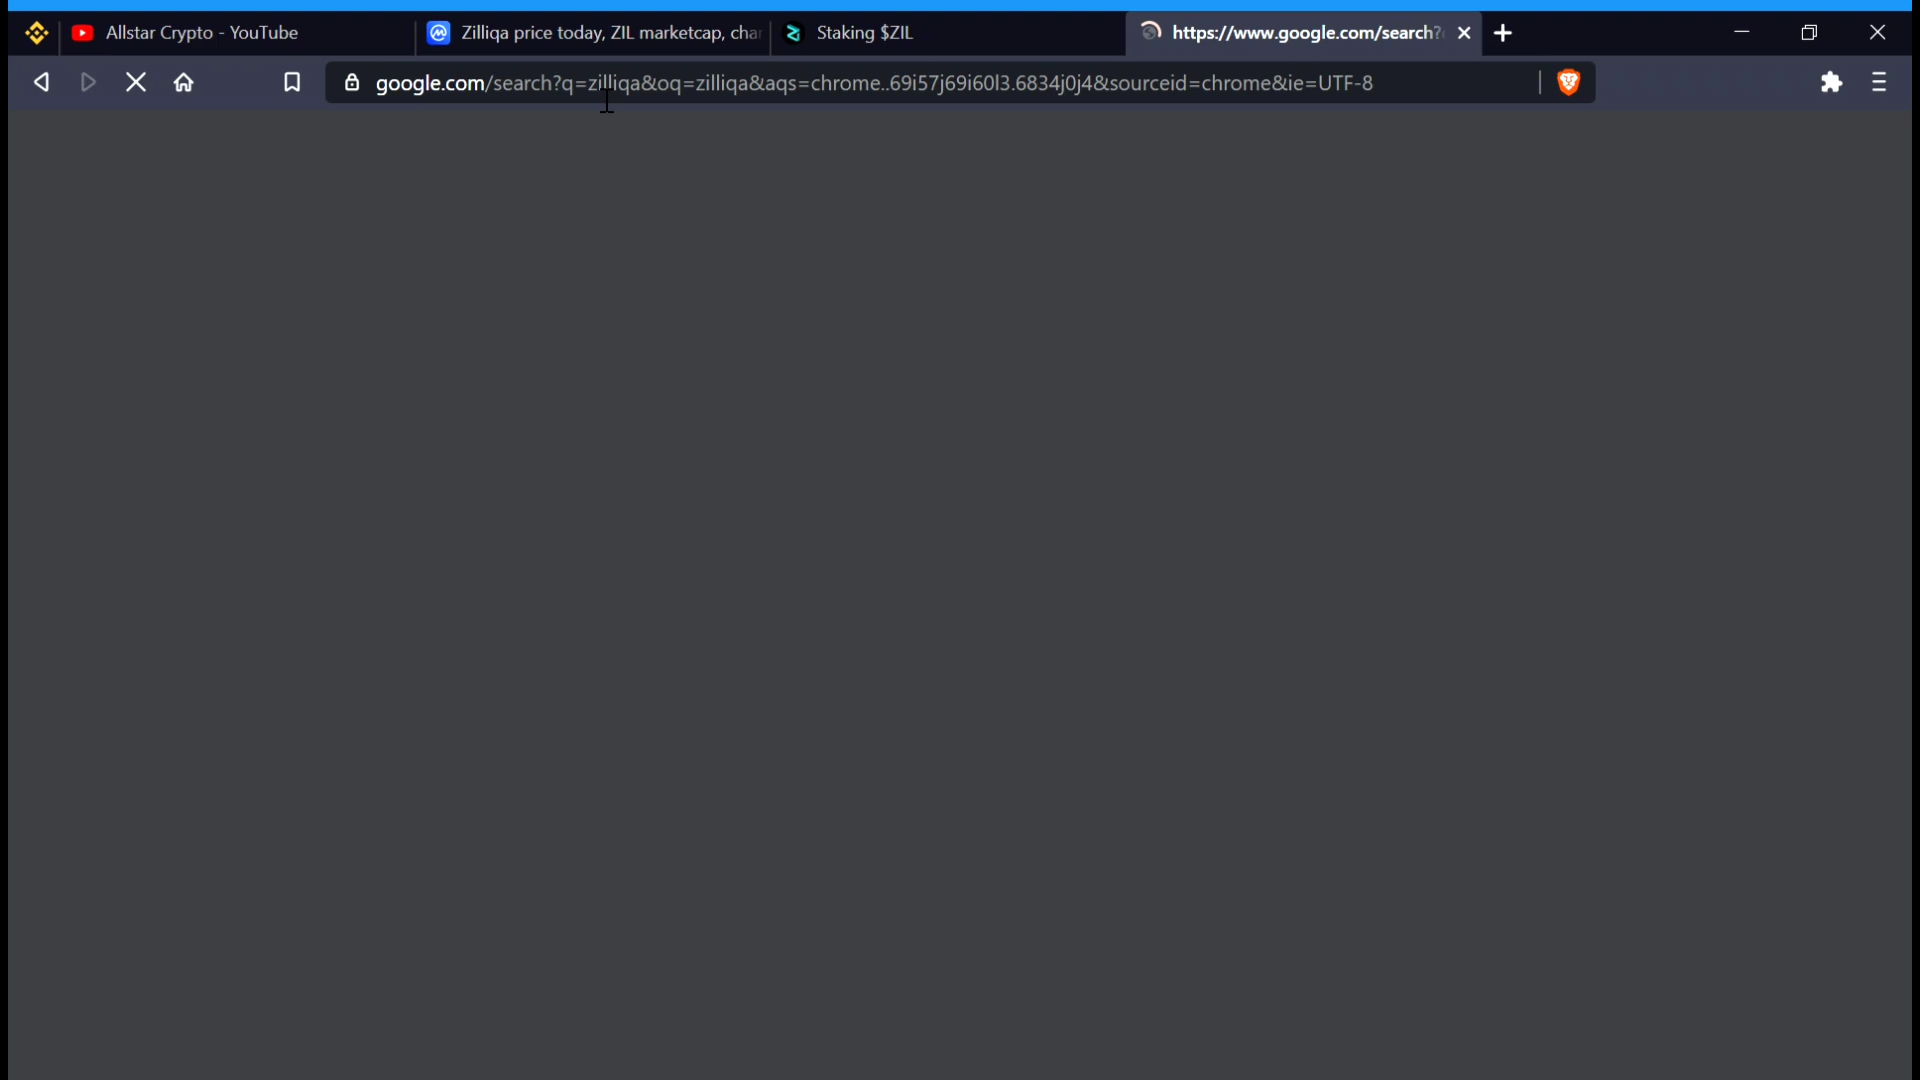 Allstar Crypto - YouTube
Zilliqa price today, ZIL marketcap, cha
Staking $ZIL
https://www.google.com/search?
google.com/search?q=zilliqa&oq=zilliqa&aqs=chrome..69i57j69i60l3.6834j0j4&sourceid=chrome&ie=UTF-8